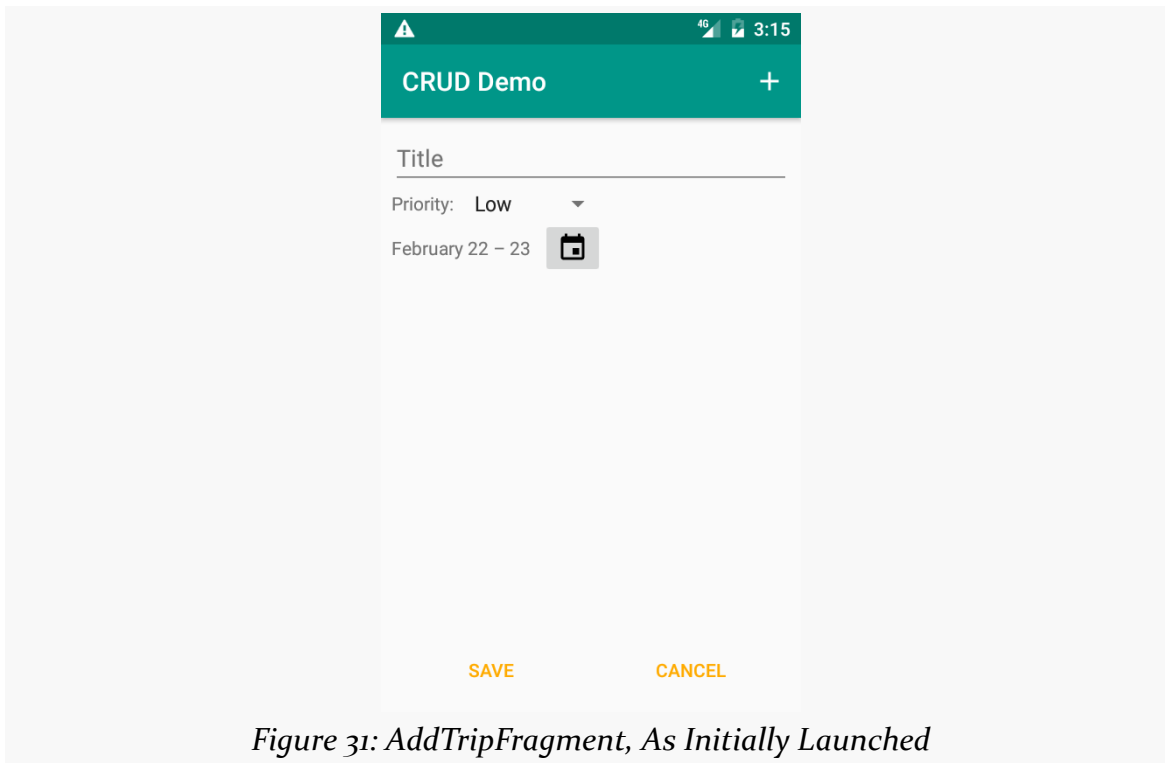 4G 3:15
CRUD Demo +
Title
Priority: Low
February 22 – 23
SAVE CANCEL
Figure 31: AddTripFragment, As Initially Launched